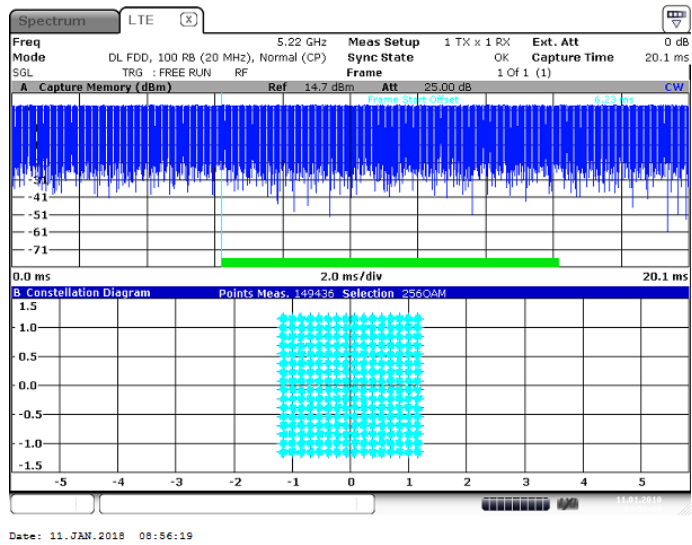 Spectrum LTE X
Freq 5.22 GHz Meas Setup 1 TX x 1 RX Ext. Att 0 dB
Mode DL FDD, 100 RB (20 MHz), Normal (CP) Sync State OK Capture Time 20.1 ms
SGL TRG : FREE RUN RF Frame 1 Of 1 (1)
A Capture Memory (dBm) Ref 14.7 dBm Att 25.00 dB CW
Frame Start Offset 6.23 ms
-31
-41
-51
-61
-71
0.0 ms 2.0 ms/div 20.1 ms
B Constellation Diagram Points Meas. 149436 Selection 256QAM
1.5
1.0
0.5
0.0
-0.5
-1.0
-1.5
-5 -4 -3 -2 -1 0 1 2 3 4 5
11.01.2018
Date: 11.JAN.2018 08:56:19